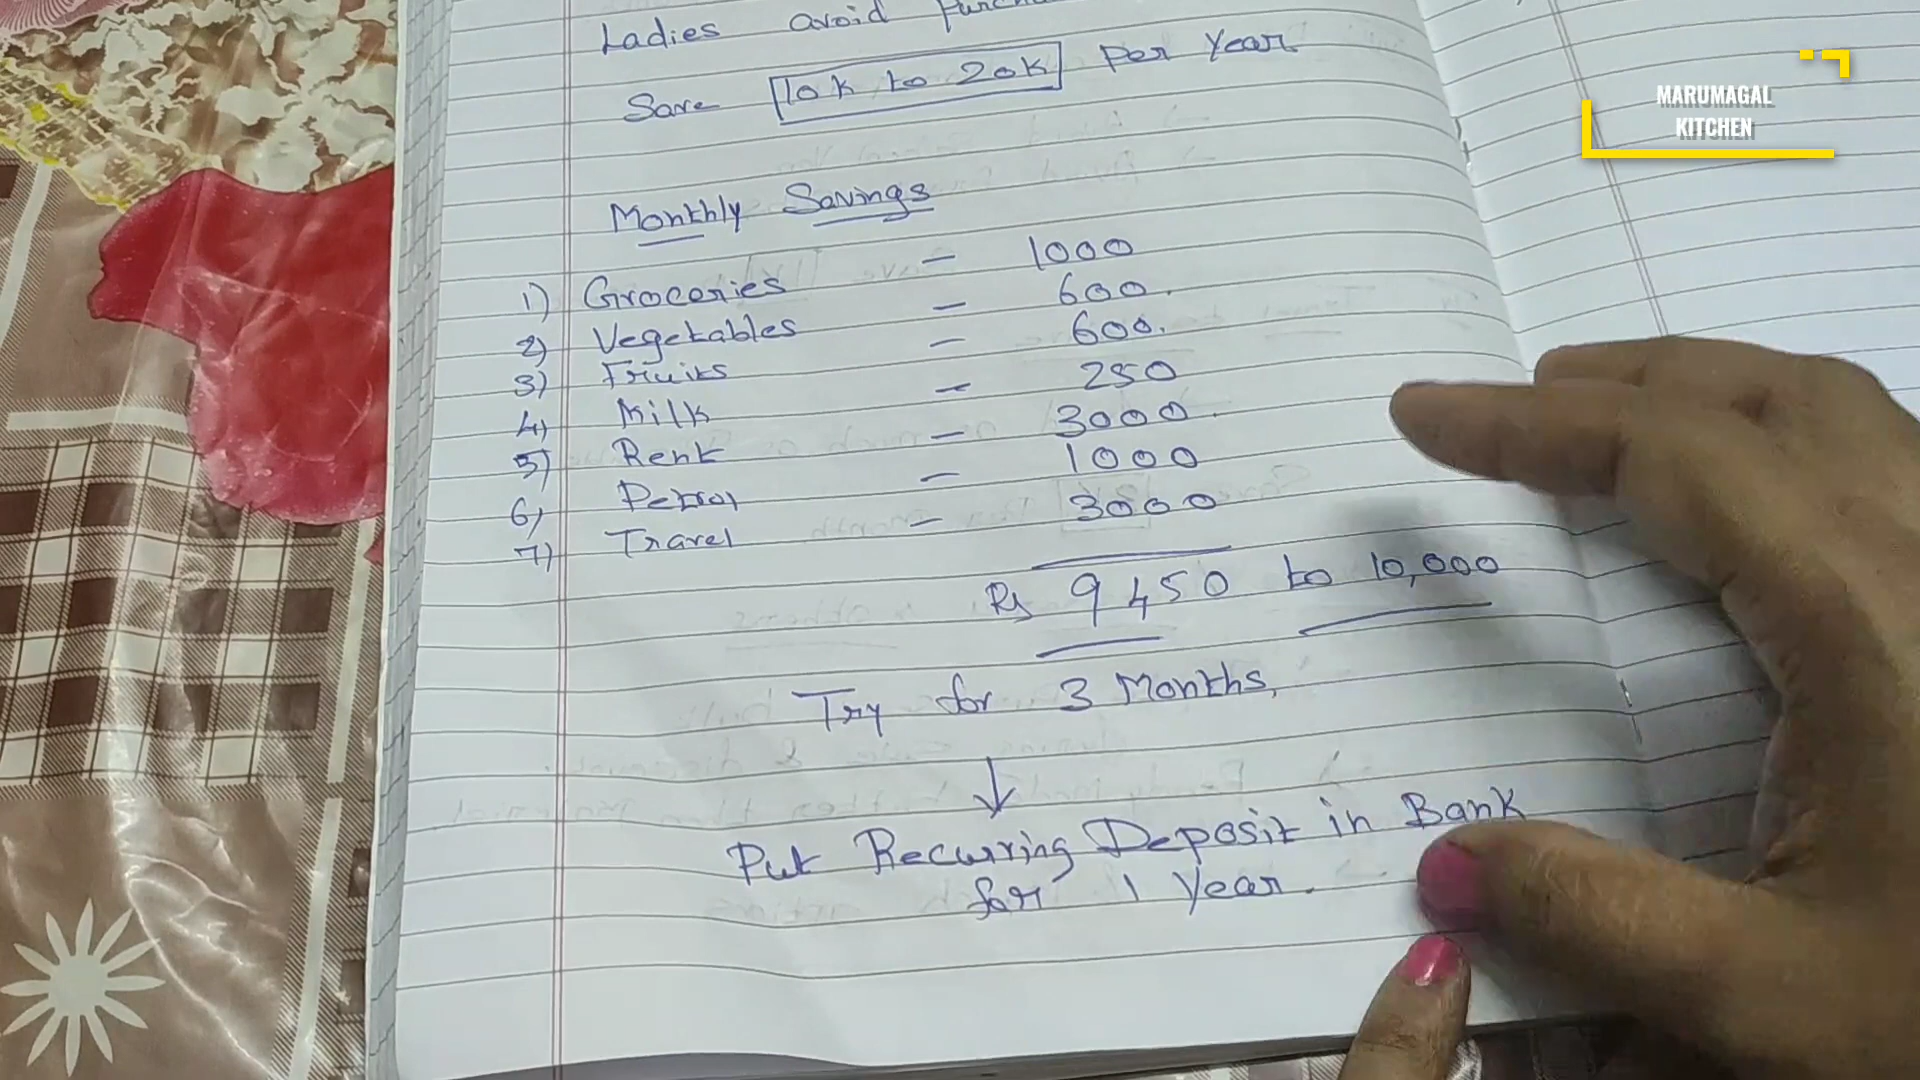 Ladies avoid
Save 10k to 20k per year
Monthly Savings
1) Groceries - 1000
2) Vegetables - 600.
3) Fruits - 600.
4) Milk - 250
5) Rent - 3000
6) Petrol - 1000
7) Travel - 3000
Rs 9450 to 10,000
Try for 3 Months,
↓
Put Recurring Deposit in Bank
for 1 year.
MARUMAGAL
KITCHEN